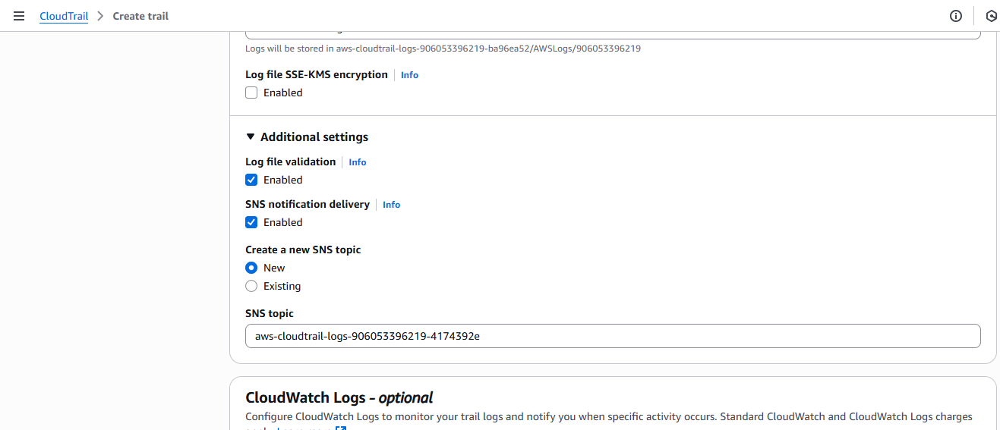 CloudTrail > Create trail
Logs will be stored in aws-cloudtrail-logs-906053396219-ba96ea52/AWSLogs/906053396219
Log file SSE-KMS encryption Info
Enabled
Additional settings
Log file validation Info
Enabled
SNS notification delivery Info
Enabled
Create a new SNS topic
New
Existing
SNS topic
aws-cloudtrail-logs-906053396219-4174392e
CloudWatch Logs - optional
Configure CloudWatch Logs to monitor your trail logs and notify you when specific activity occurs. Standard CloudWatch and CloudWatch Logs charges